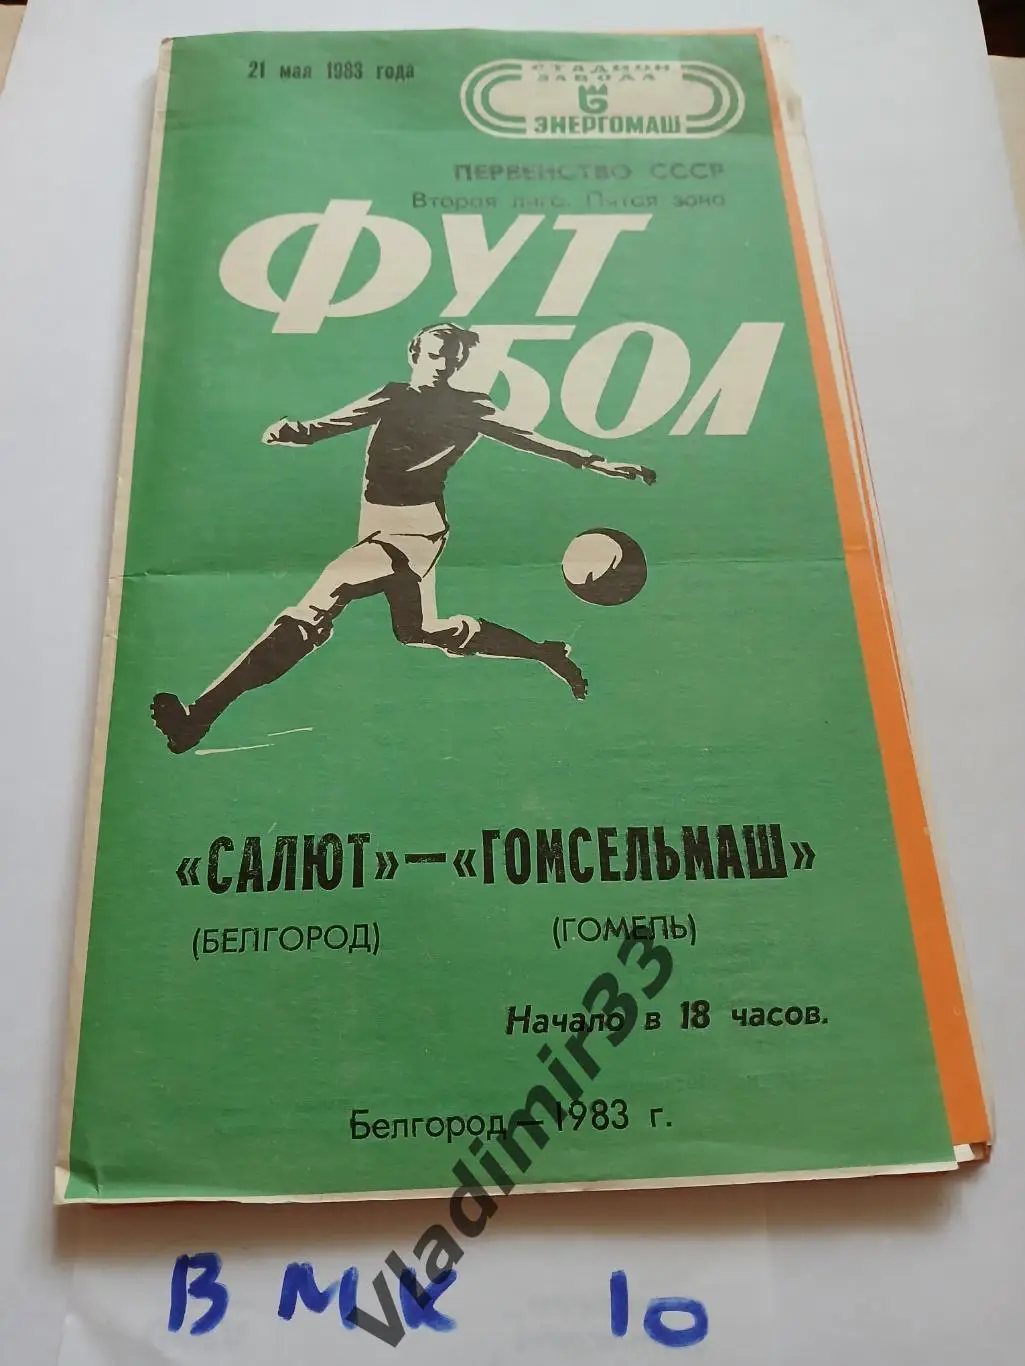 21 мая 1983 года
СТАДИОН
ЗАВОДА
ЭНЕРГОМАШ
ПЕРВЕНСТВО СССР
Вторая лига. Пятая зона
ФУТ
БОЛ
«САЛЮТ»—«ГОМСЕЛЬМАШ»
(БЕЛГОРОД) (ГОМЕЛЬ)
Начало в 18 часов.
Белгород—1983 г.
Vladimir33
В МК 10